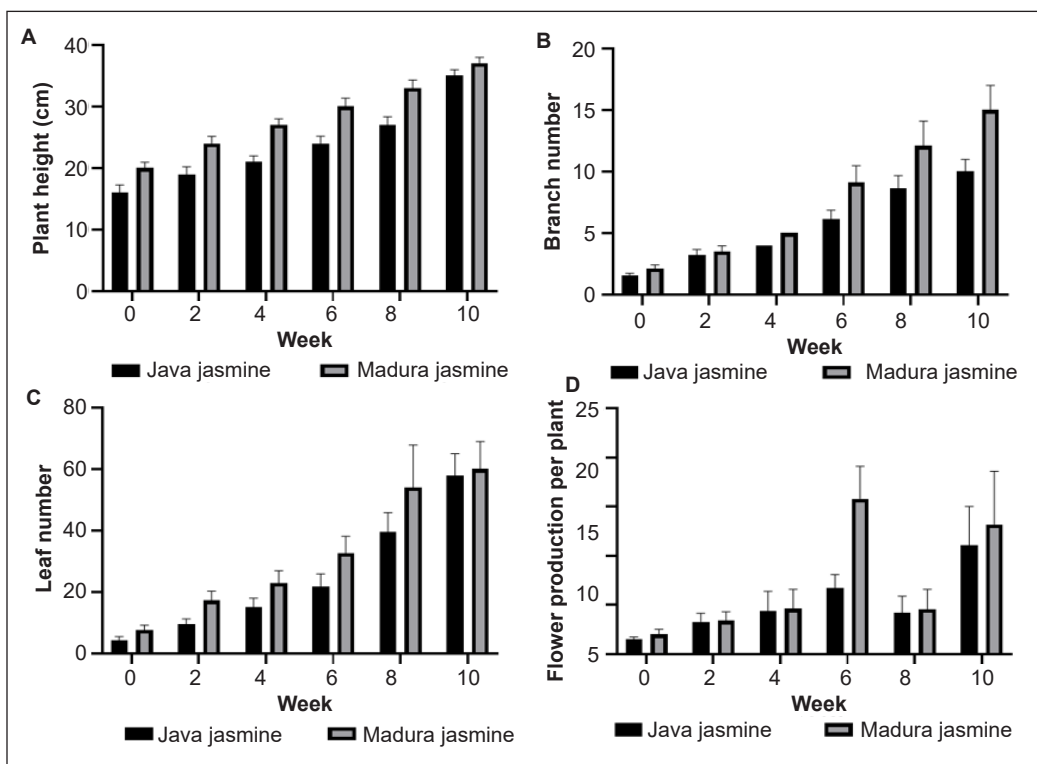 A
Plant height (cm)
40
30
20
10
0
0 2 4 6 8 10
Week
Java jasmine Madura jasmine
B
Branch number
20
15
10
5
0
0 2 4 6 8 10
Week
Java jasmine Madura jasmine
C
Leaf number
80
60
40
20
0
0 2 4 6 8 10
Week
Java jasmine Madura jasmine
D
Flower production per plant
25
20
15
10
5
0 2 4 6 8 10
Week
Java jasmine Madura jasmine